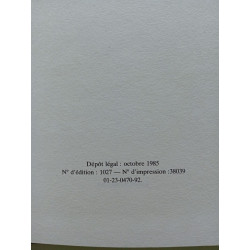 Dépôt légal : octobre 1985
N° d'édition : 1027 — N° d'impression :38039
01-23-0470-92.